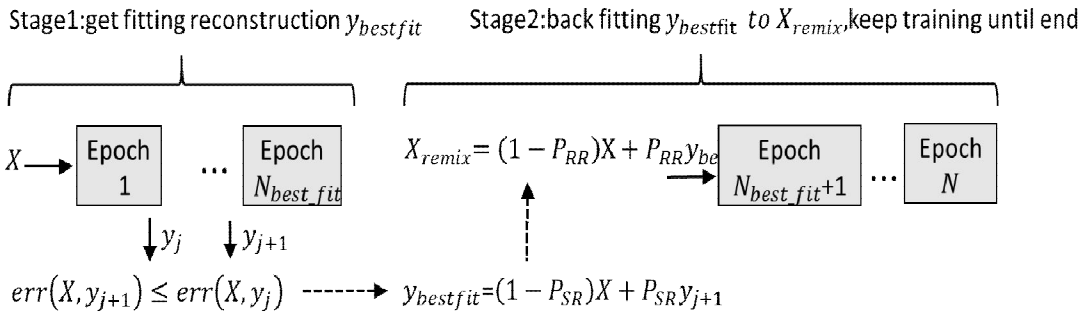 Stage1:get fitting reconstruction y_bestfit
Stage2:back fitting y_bestfit to X_remix,keep training until end
X
Epoch
1
...
Epoch
N_best_fit
X_remix= (1 − P_RR)X + P_RR y_be
Epoch
N_best_fit+1
...
Epoch
N
y_j
y_j+1
err(X,y_j+1) ≤ err(X,y_j)
y_bestfit=(1−P_SR)X + P_SR y_j+1